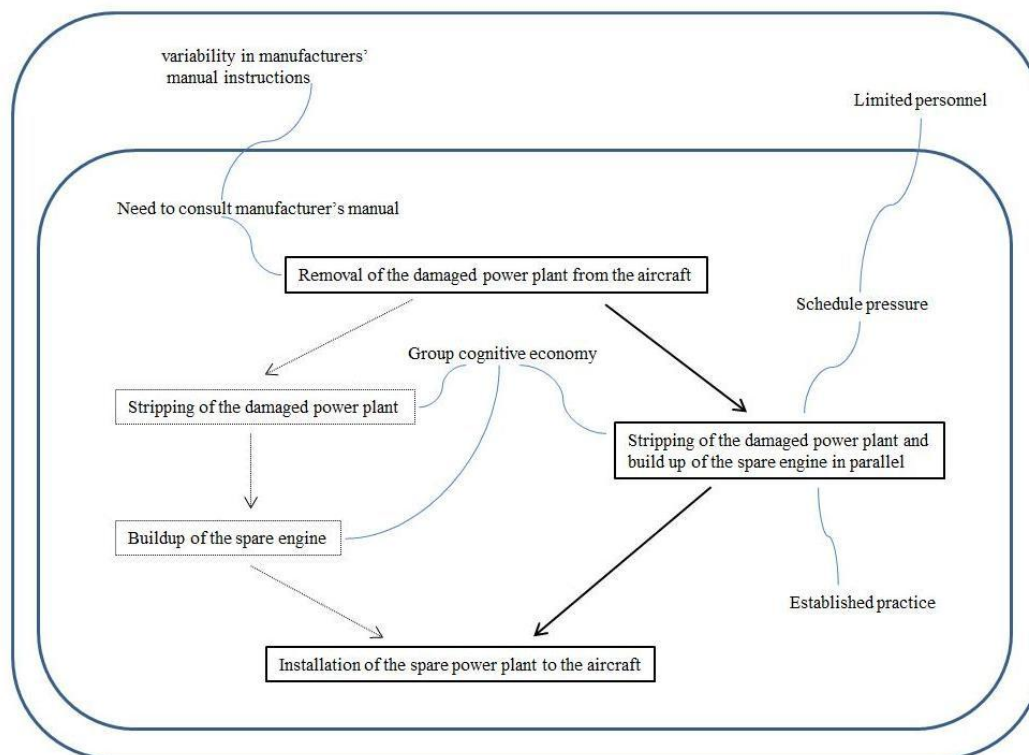 variability in manufacturers’
manual instructions
Limited personnel
Need to consult manufacturer’s manual
Removal of the damaged power plant from the aircraft
Schedule pressure
Group cognitive economy
Stripping of the damaged power plant
Stripping of the damaged power plant and
build up of the spare engine in parallel
Buildup of the spare engine
Established practice
Installation of the spare power plant to the aircraft